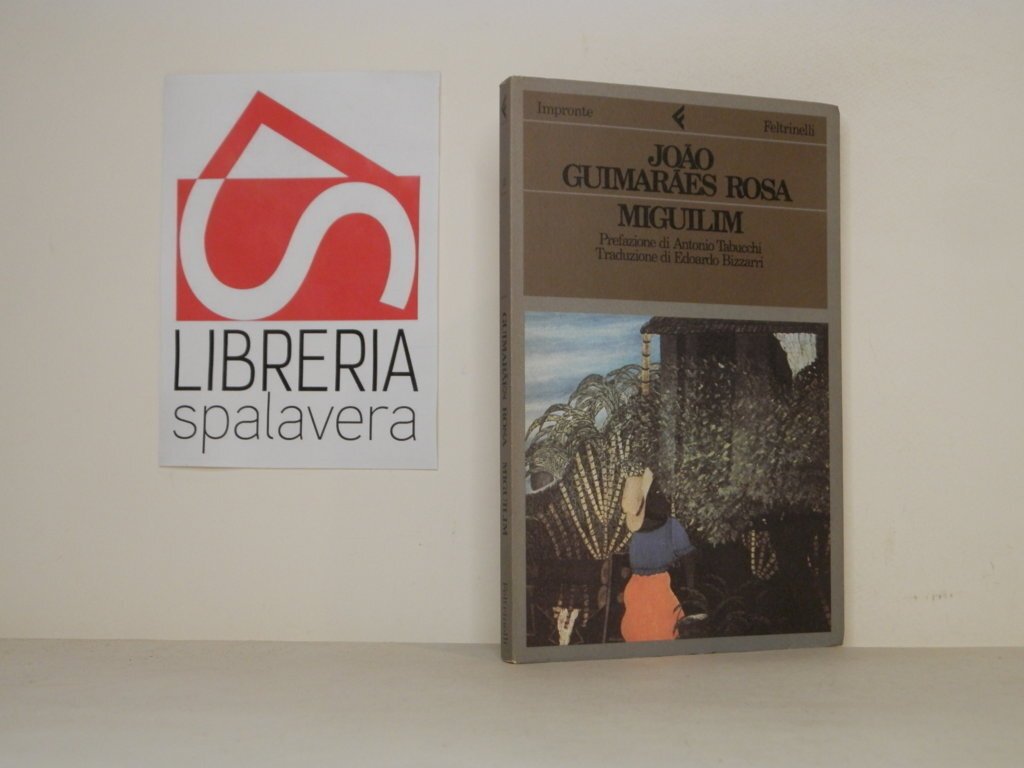 LIBRERIA
spalavera
Impronte
Feltrinelli
JOÃO
GUIMARÃES ROSA
MIGUILIM
Prefazione di Antonio Tabucchi
Traduzione di Edoardo Bizzarri
J. GUIMARÃES ROSA MIGUILIM Feltrinelli